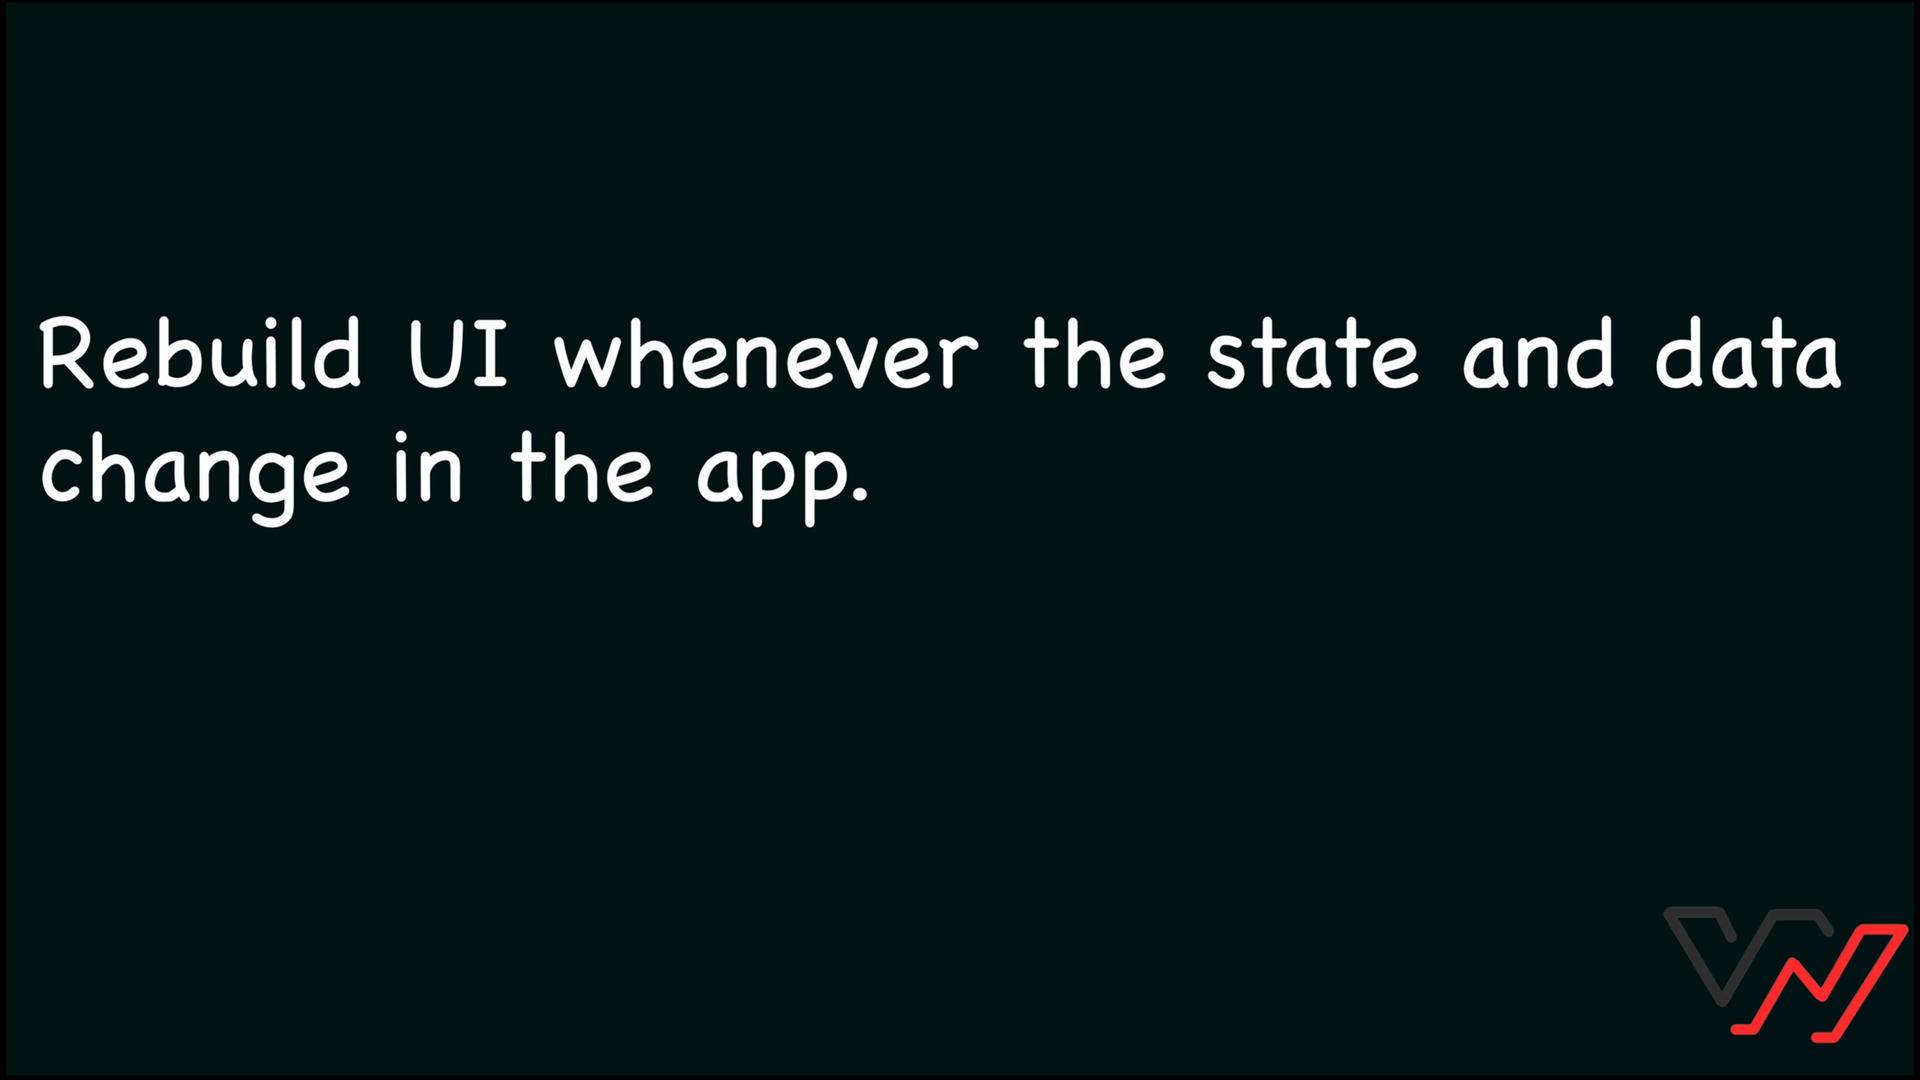 Rebuild UI whenever the state and data
change in the app.